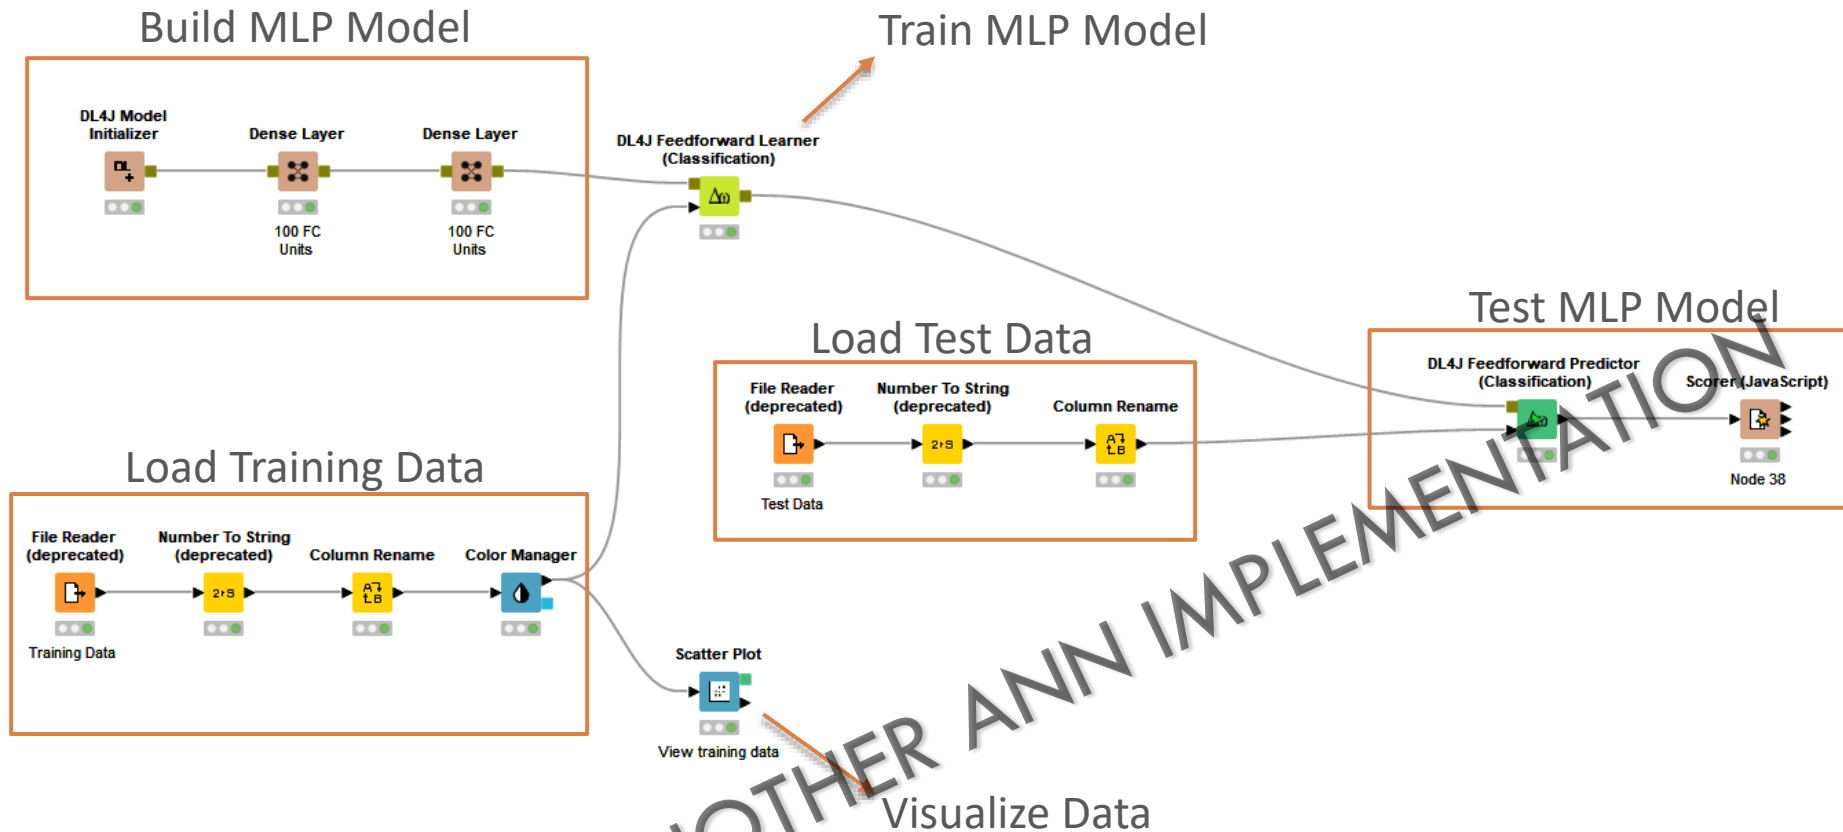 Build MLP Model
Train MLP Model
DL4J Model
Initializer
Dense Layer
Dense Layer
100 FC
Units
100 FC
Units
DL4J Feedforward Learner
(Classification)
Load Test Data
File Reader
(deprecated)
Number To String
(deprecated)
Column Rename
Test Data
Test MLP Model
DL4J Feedforward Predictor
(Classification)
Scorer (JavaScript)
Node 38
Load Training Data
File Reader
(deprecated)
Number To String
(deprecated)
Column Rename
Color Manager
Training Data
Scatter Plot
View training data
Visualize Data
OTHER ANN IMPLEMENTATION